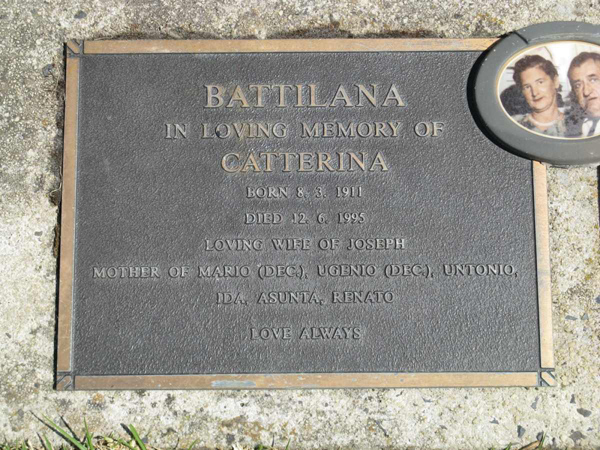 BATTILANA
IN LOVING MEMORY OF
CATTERINA
BORN 8. 3. 1911
DIED 12. 6. 1995
LOVING WIFE OF JOSEPH
MOTHER OF MARIO (DEC.), UGENIO (DEC.), UNTONIO,
IDA, ASUNTA, RENATO
LOVE ALWAYS